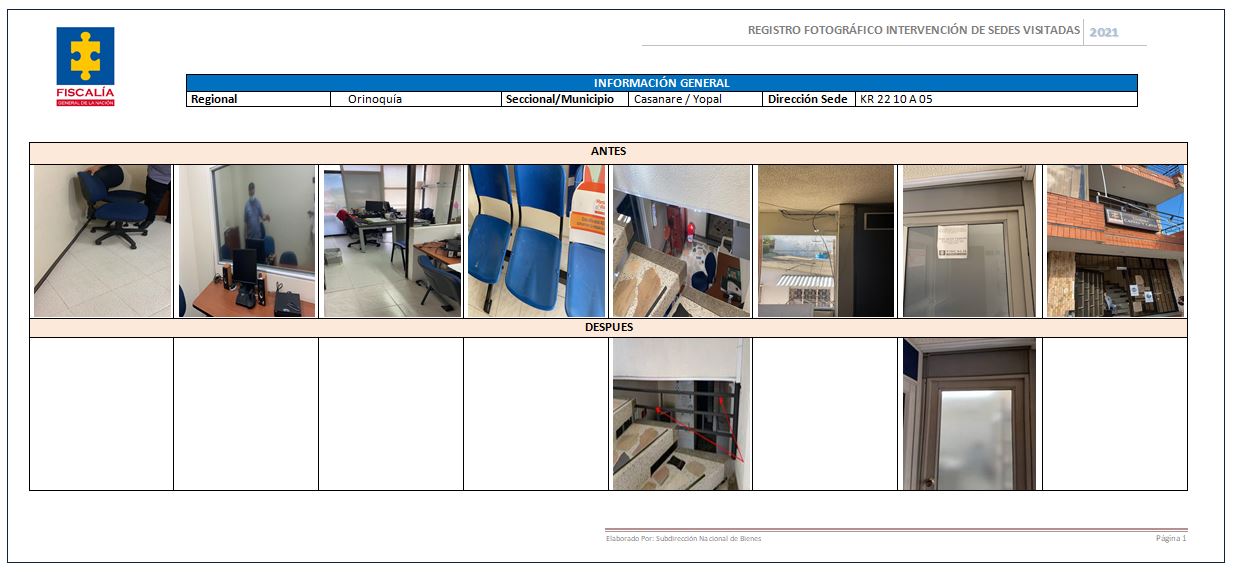 REGISTRO FOTOGRÁFICO INTERVENCIÓN DE SEDES VISITADAS 2021
FISCALÍA
GENERAL DE LA NACIÓN
INFORMACIÓN GENERAL
Regional Orinoquía Seccional/Municipio Casanare / Yopal Dirección Sede KR 22 10 A 05
ANTES
DESPUES
Elaborado Por: Subdirección Nacional de Bienes Página 1